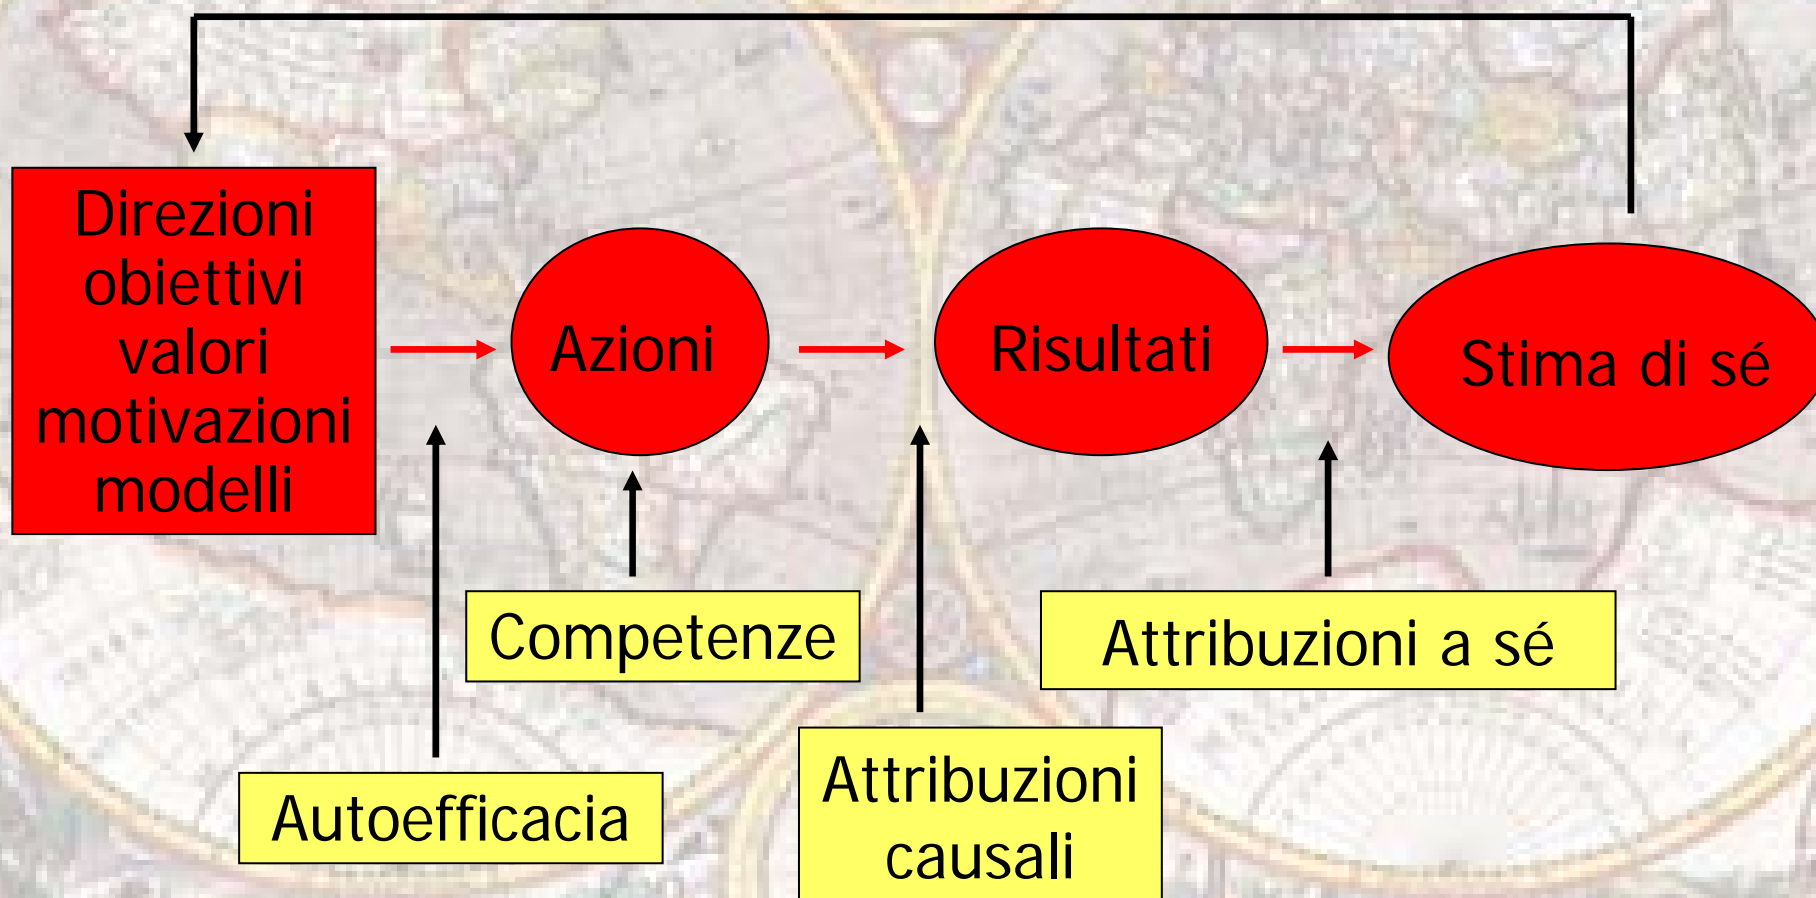 Direzioni
obiettivi
valori
motivazioni
modelli
Azioni
Risultati
Stima di sé
Competenze
Attribuzioni a sé
Autoefficacia
Attribuzioni
causali